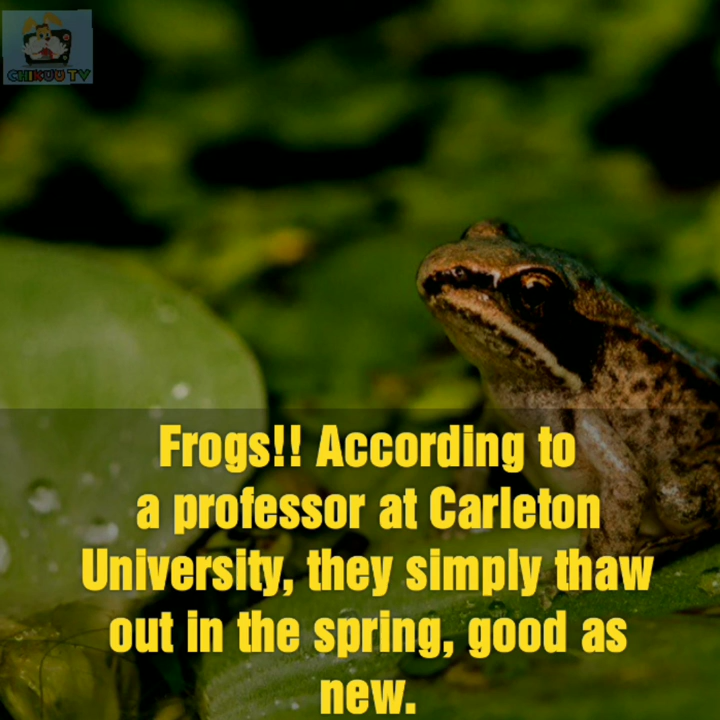 CHIKUU TV
Frogs!! According to
a professor at Carleton
University, they simply thaw
out in the spring, good as
new.